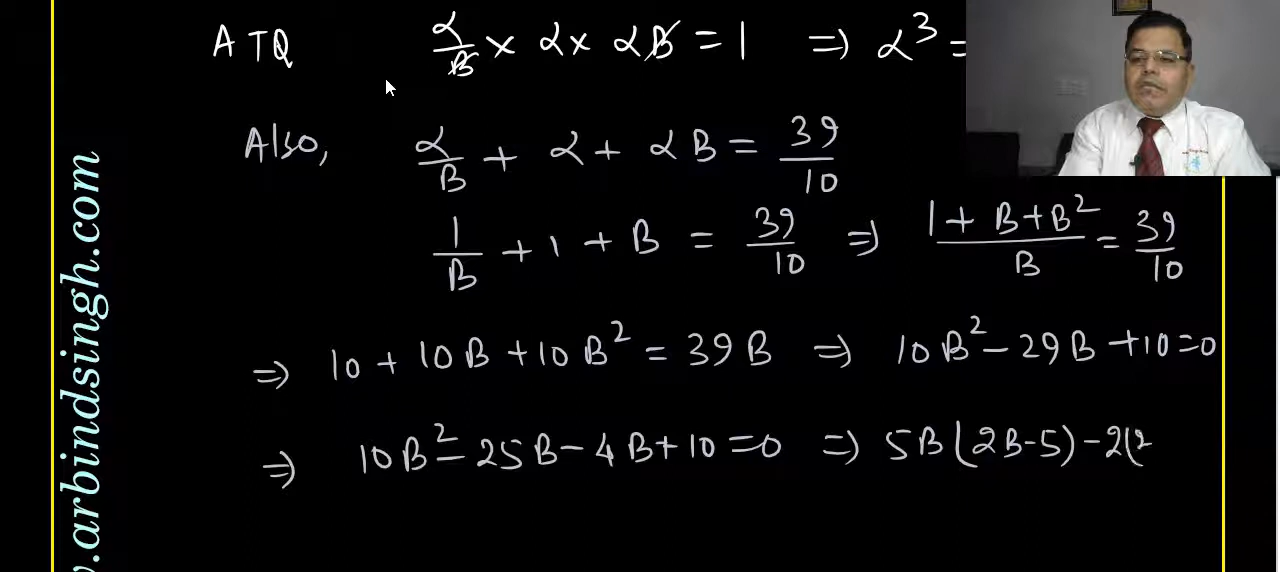 ATQ α/B × α × αB = 1 ⇒ α³ =
Also, α/B + α + αB = 39/10
1/B + 1 + B = 39/10 ⇒ (1 + B + B²)/B = 39/10
⇒ 10 + 10B + 10B² = 39B ⇒ 10B² - 29B + 10 = 0
⇒ 10B² - 25B - 4B + 10 = 0 ⇒ 5B(2B-5) - 2(2
.arbindsingh.com